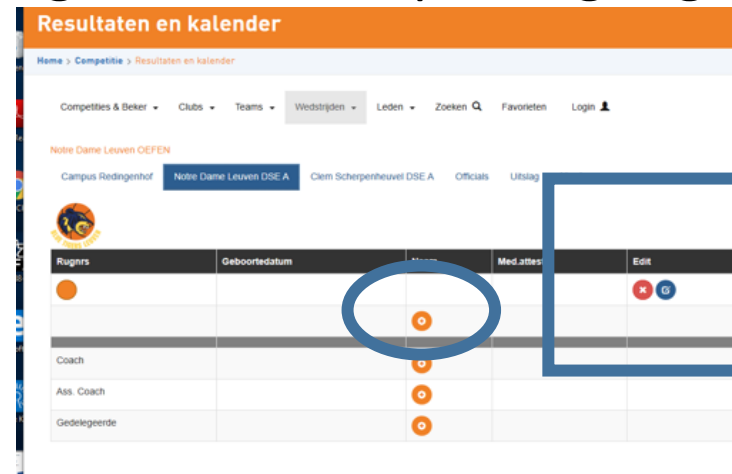 Resultaten en kalender
Home > Competitie > Resultaten en kalender
Competities & Beker Clubs Teams Wedstrijden Leden Zoeken Favorieten Login
Notre Dame Leuven OEFEN
Campus Redingenhof Notre Dame Leuven DSE A Clem Scherpenheuvel DSE A Officials Uitslag
Rugnrs Geboortedatum Med.attest Edit
Coach
Ass. Coach
Gedelegeerde